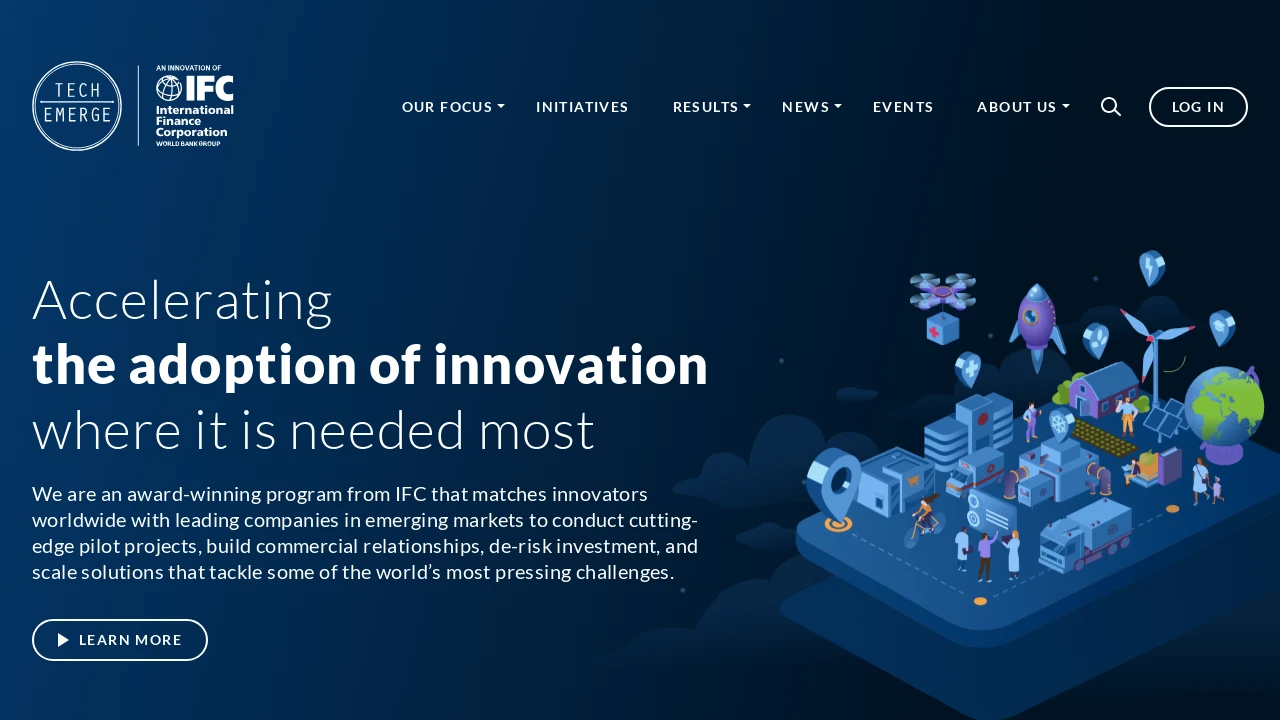 TECH
EMERGE
AN INNOVATION OF
IFC
International
Finance
Corporation
WORLD BANK GROUP
OUR FOCUS
INITIATIVES
RESULTS
NEWS
EVENTS
ABOUT US
LOG IN
Accelerating
the adoption of innovation
where it is needed most
We are an award-winning program from IFC that matches innovators
worldwide with leading companies in emerging markets to conduct cutting-
edge pilot projects, build commercial relationships, de-risk investment, and
scale solutions that tackle some of the world’s most pressing challenges.
LEARN MORE